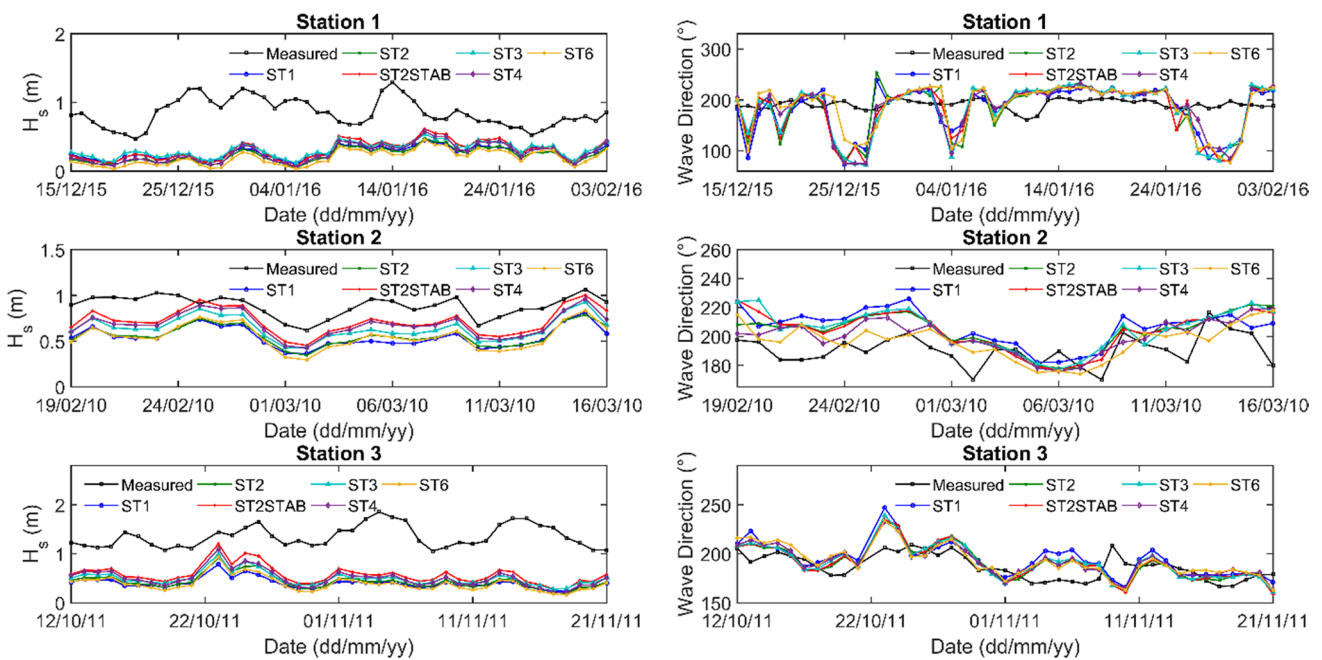 Station 1
H_s (m)
2
1
0
Measured ST2 ST3 ST6
ST1 ST2STAB ST4
15/12/15 25/12/15 04/01/16 14/01/16 24/01/16 03/02/16
Date (dd/mm/yy)
Station 1
Wave Direction (°)
300
200
100
Measured ST2 ST3 ST6
ST1 ST2STAB ST4
15/12/15 25/12/15 04/01/16 14/01/16 24/01/16 03/02/16
Date (dd/mm/yy)
Station 2
H_s (m)
1.5
1
0.5
0
Measured ST2 ST3 ST6
ST1 ST2STAB ST4
19/02/10 24/02/10 01/03/10 06/03/10 11/03/10 16/03/10
Date (dd/mm/yy)
Station 2
Wave Direction (°)
260
240
220
200
180
Measured ST2 ST3 ST6
ST1 ST2STAB ST4
19/02/10 24/02/10 01/03/10 06/03/10 11/03/10 16/03/10
Date (dd/mm/yy)
Station 3
H_s (m)
2
1
0
Measured ST2 ST3 ST6
ST1 ST2STAB ST4
12/10/11 22/10/11 01/11/11 11/11/11 21/11/11
Date (dd/mm/yy)
Station 3
Wave Direction (°)
250
200
150
Measured ST2 ST3 ST6
ST1 ST2STAB ST4
12/10/11 22/10/11 01/11/11 11/11/11 21/11/11
Date (dd/mm/yy)